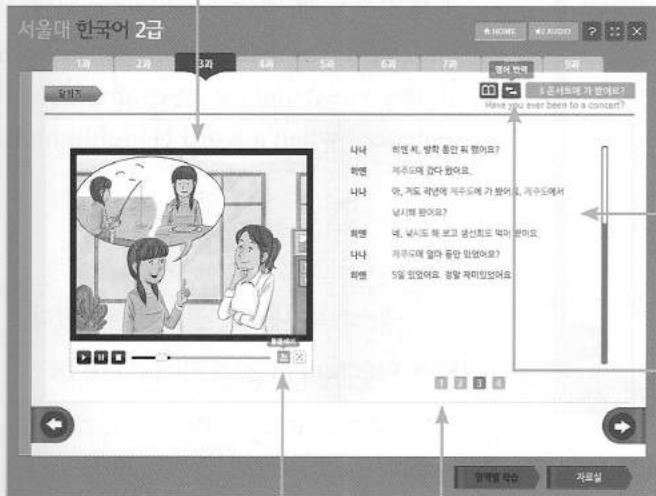 서울대 한국어 2급
HOME
AUDIO
?
1과
2과
3과
4과
5과
6과
7과
영어 번역
9과
말하기
3 콘서트에 가 봤어요?
Have you ever been to a concert?
나나 히엔 씨, 방학 동안 뭐 했어요?
히엔 제주도에 갔다 왔어요.
나나 아, 저도 작년에 제주도에 가 봤어요. 제주도에서
낚시해 봤어요?
히엔 네, 낚시도 해 보고 생선회도 먹어 봤어요.
나나 제주도에 얼마 동안 있었어요?
히엔 5일 있었어요. 정말 재미있었어요.
1 2 3 4
영역별 학습
자료실